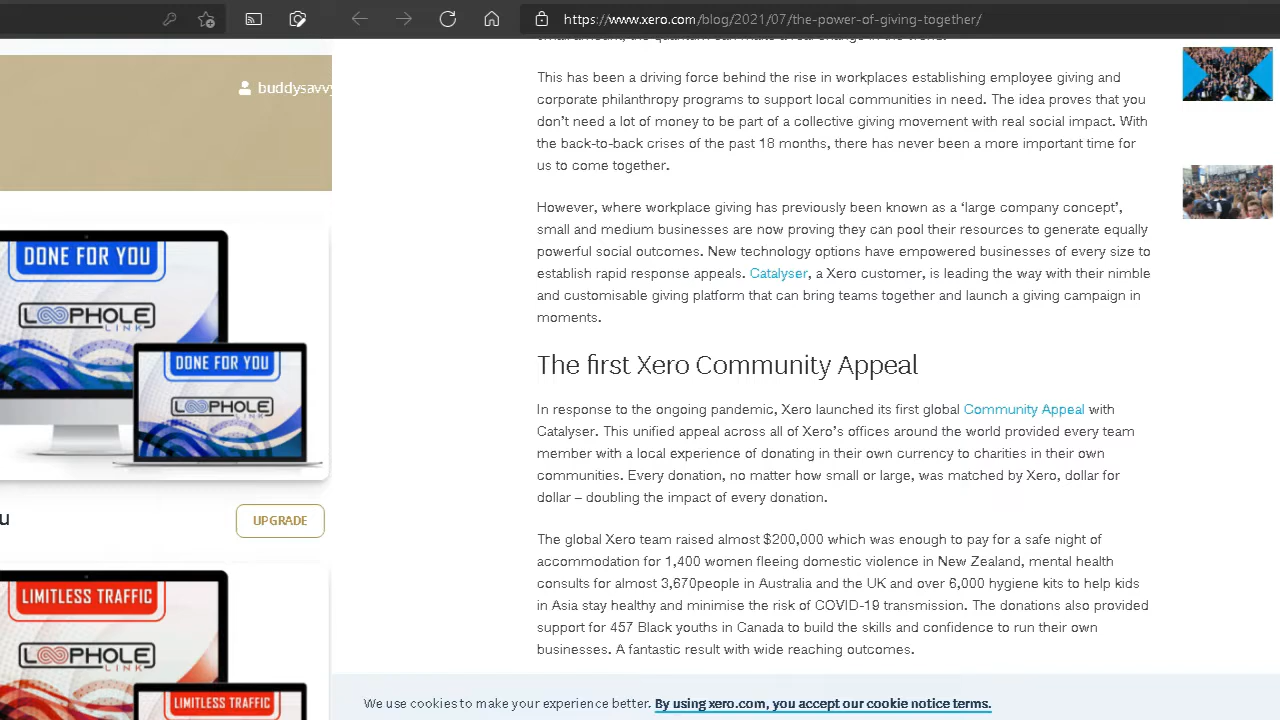 https://www.xero.com/blog/2021/07/the-power-of-giving-together/
buddysavvy
DONE FOR YOU
LOOPHOLE
LINK
DONE FOR YOU
LOOPHOLE
LINK
u
UPGRADE
LIMITLESS TRAFFIC
LOOPHOLE
LINK
LIMITLESS TRAFFIC
This has been a driving force behind the rise in workplaces establishing employee giving and
corporate philanthropy programs to support local communities in need. The idea proves that you
don't need a lot of money to be part of a collective giving movement with real social impact. With
the back-to-back crises of the past 18 months, there has never been a more important time for
us to come together.
However, where workplace giving has previously been known as a 'large company concept',
small and medium businesses are now proving they can pool their resources to generate equally
powerful social outcomes. New technology options have empowered businesses of every size to
establish rapid response appeals. Catalyser, a Xero customer, is leading the way with their nimble
and customisable giving platform that can bring teams together and launch a giving campaign in
moments.
The first Xero Community Appeal
In response to the ongoing pandemic, Xero launched its first global Community Appeal with
Catalyser. This unified appeal across all of Xero's offices around the world provided every team
member with a local experience of donating in their own currency to charities in their own
communities. Every donation, no matter how small or large, was matched by Xero, dollar for
dollar – doubling the impact of every donation.
The global Xero team raised almost $200,000 which was enough to pay for a safe night of
accommodation for 1,400 women fleeing domestic violence in New Zealand, mental health
consults for almost 3,670people in Australia and the UK and over 6,000 hygiene kits to help kids
in Asia stay healthy and minimise the risk of COVID-19 transmission. The donations also provided
support for 457 Black youths in Canada to build the skills and confidence to run their own
businesses. A fantastic result with wide reaching outcomes.
We use cookies to make your experience better. By using xero.com, you accept our cookie notice terms.